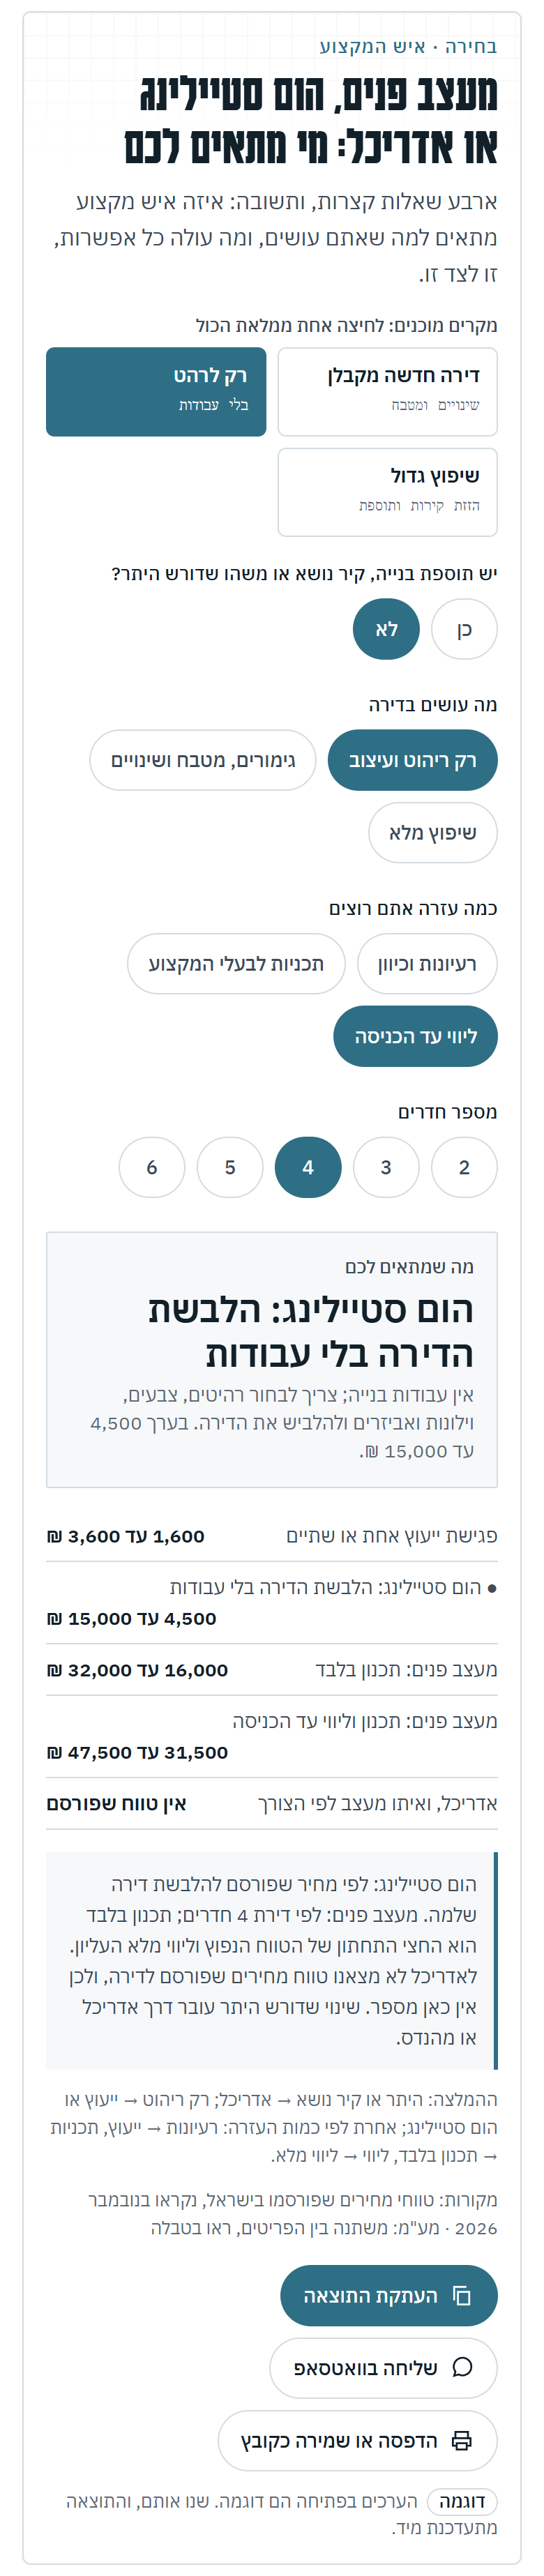 בחירה · איש המקצוע
מעצב פנים, הום סטיילינג
או אדריכל: מי מתאים לכם
ארבע שאלות קצרות, ותשובה: איזה איש מקצוע
מתאים למה שאתם עושים, ומה עולה כל אפשרות,
זו לצד זו.
מקרים מוכנים: לחיצה אחת ממלאת הכול
דירה חדשה מקבלן
שינויים ומטבח
רק לרהט
בלי עבודות
שיפוץ גדול
הזזת קירות ותוספת
יש תוספת בנייה, קיר נושא או משהו שדורש היתר?
כן
לא
מה עושים בדירה
רק ריהוט ועיצוב
גימורים, מטבח ושינויים
שיפוץ מלא
כמה עזרה אתם רוצים
רעיונות וכיוון
תכניות לבעלי המקצוע
ליווי עד הכניסה
מספר חדרים
2
3
4
5
6
מה שמתאים לכם
הום סטיילינג: הלבשת
הדירה בלי עבודות
אין עבודות בנייה; צריך לבחור רהיטים, צבעים,
וילונות ואביזרים ולהלביש את הדירה. בערך 4,500
עד 15,000 ₪.
פגישת ייעוץ אחת או שתיים
1,600 עד 3,600 ₪
● הום סטיילינג: הלבשת הדירה בלי עבודות
4,500 עד 15,000 ₪
מעצב פנים: תכנון בלבד
16,000 עד 32,000 ₪
מעצב פנים: תכנון וליווי עד הכניסה
31,500 עד 47,500 ₪
אדריכל, ואיתו מעצב לפי הצורך
אין טווח שפורסם
הום סטיילינג: לפי מחיר שפורסם להלבשת דירה
שלמה. מעצב פנים: לפי דירת 4 חדרים; תכנון בלבד
הוא החצי התחתון של הטווח הנפוץ וליווי מלא העליון.
לאדריכל לא מצאנו טווח מחירים שפורסם לדירה, ולכן
אין כאן מספר. שינוי שדורש היתר עובר דרך אדריכל
או מהנדס.
ההמלצה: היתר או קיר נושא → אדריכל; רק ריהוט → ייעוץ או
הום סטיילינג; אחרת לפי כמות העזרה: רעיונות → ייעוץ, תכניות
→ תכנון בלבד, ליווי → ליווי מלא.
מקורות: טווחי מחירים שפורסמו בישראל, נקראו בנובמבר
2026 · מע"מ: משתנה בין הפריטים, ראו בטבלה
העתקת התוצאה
שליחה בוואטסאפ
הדפסה או שמירה כקובץ
דוגמה הערכים בפתיחה הם דוגמה. שנו אותם, והתוצאה
מתעדכנת מיד.